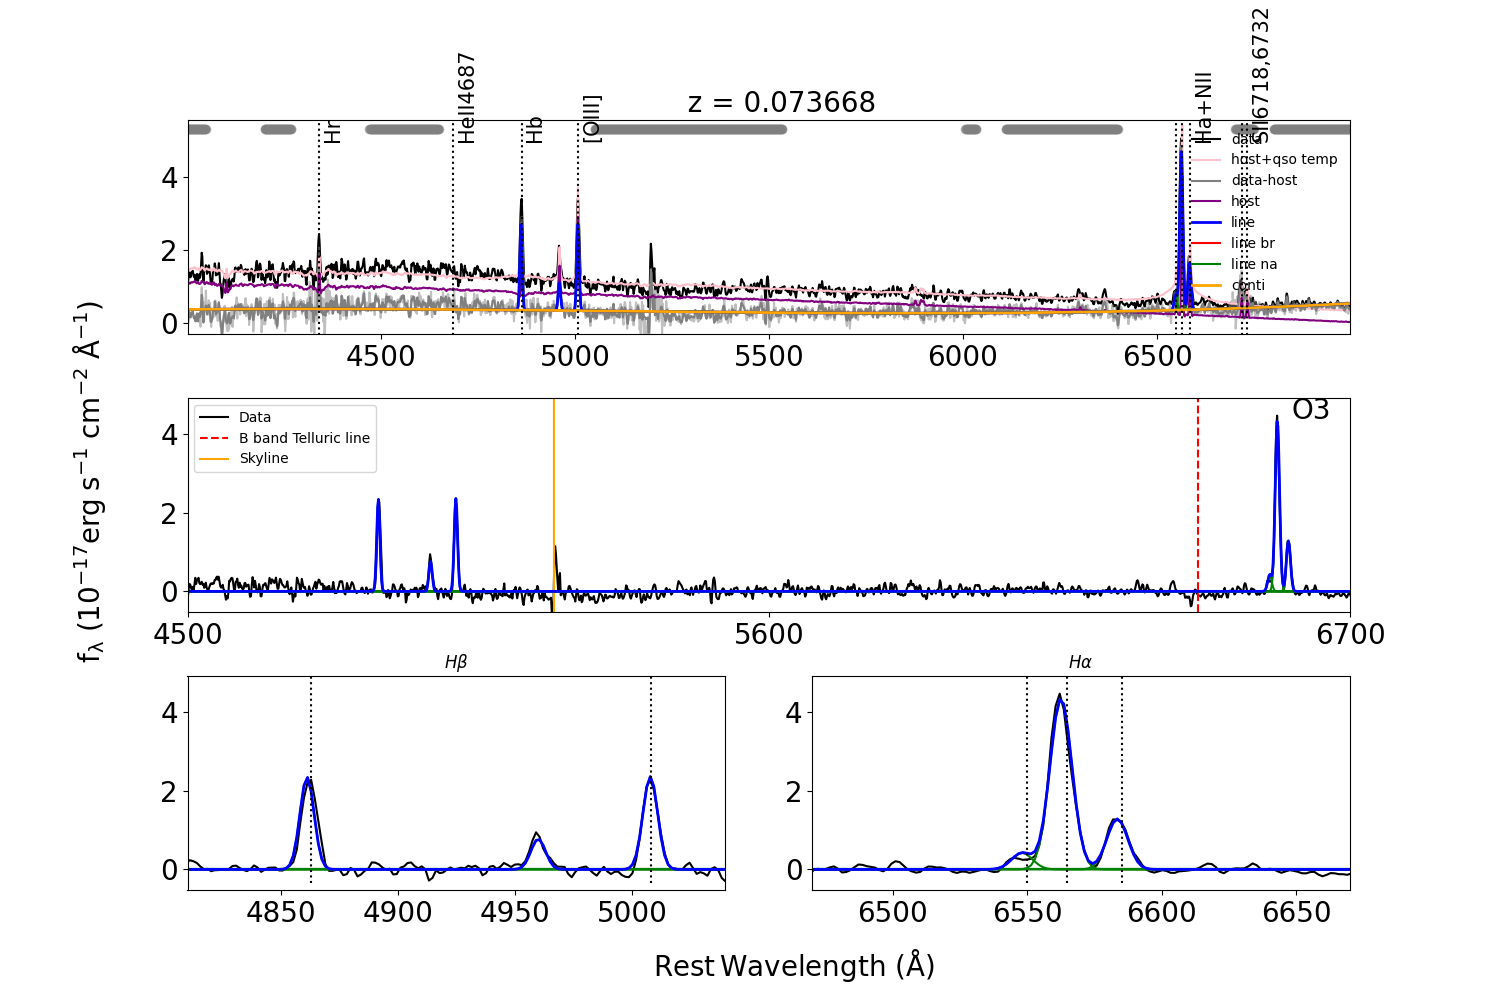 z = 0.073668
Hr
HeII4687
Hb
[OIII]
Ha+NII
SII6718,6732
data
host+qso temp
data-host
host
line
line br
line na
conti
4
2
0
4500 5000 5500 6000 6500
fλ (10⁻¹⁷erg s⁻¹ cm⁻² Å⁻¹)
Data
B band Telluric line
Skyline
O3
4
2
0
4500 5600 6700
Hβ
4
2
0
4850 4900 4950 5000
Hα
4
2
0
6500 6550 6600 6650
Rest Wavelength (Å)